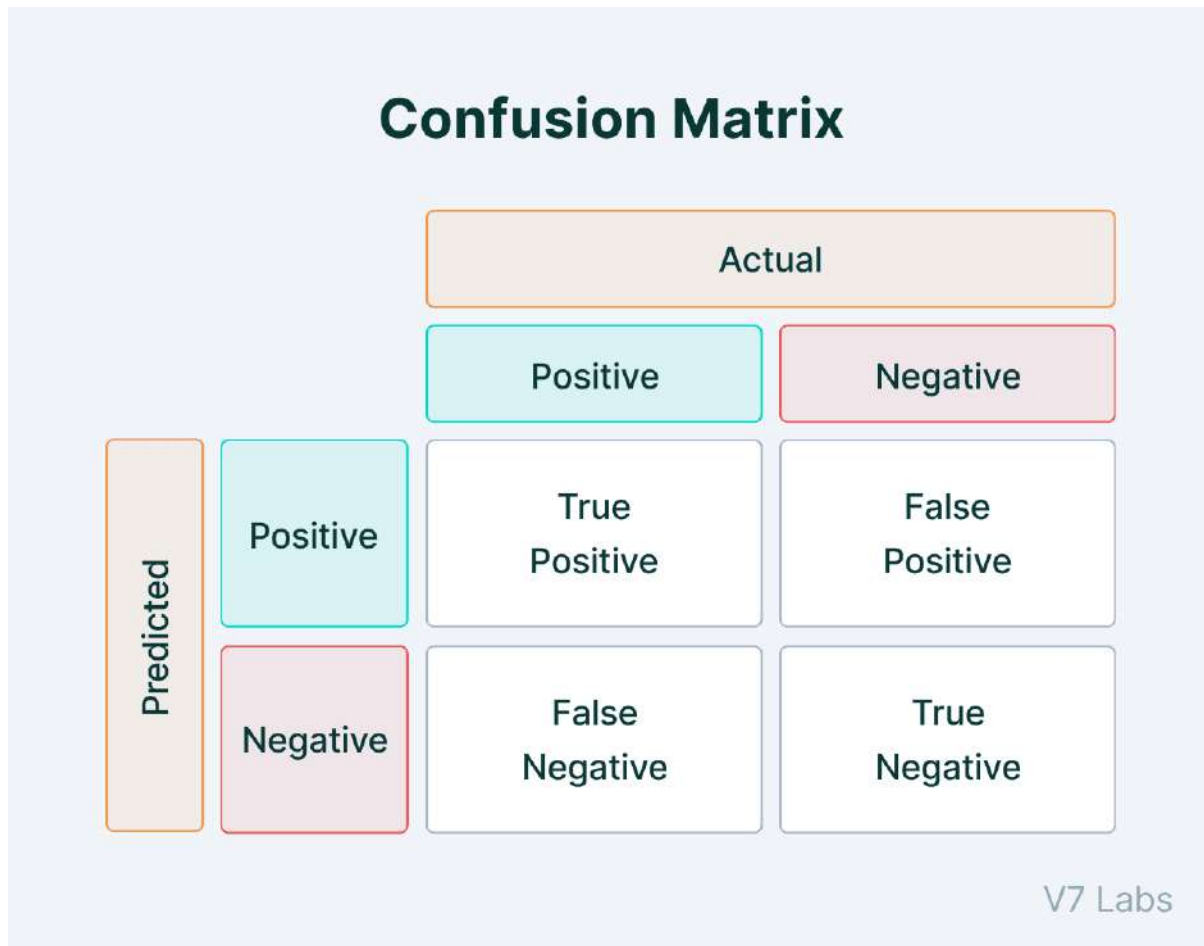 Confusion Matrix
Actual
Positive Negative
Predicted
Positive
True
Positive
False
Positive
Negative
False
Negative
True
Negative
V7 Labs